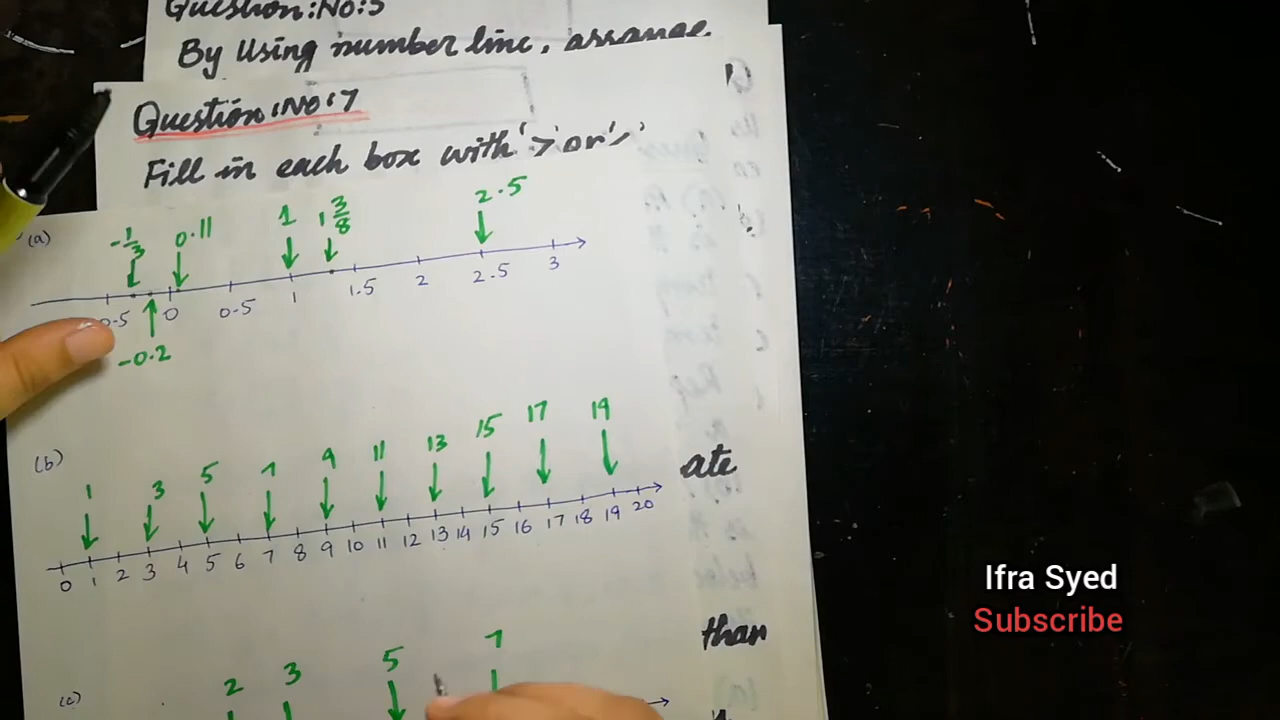 Question:No:5
By Using number line, arrange
Question:No:7
Fill in each box with '>' or '>'
(a)
-1/3 0.11 1 1 3/8 2.5
0.5 0 0.5 1 1.5 2 2.5 3
-0.2
(b)
1 3 5 7 9 11 13 15 17 19
0 1 2 3 4 5 6 7 8 9 10 11 12 13 14 15 16 17 18 19 20
ate
than
(c)
2 3 5 7
Ifra Syed
Subscribe